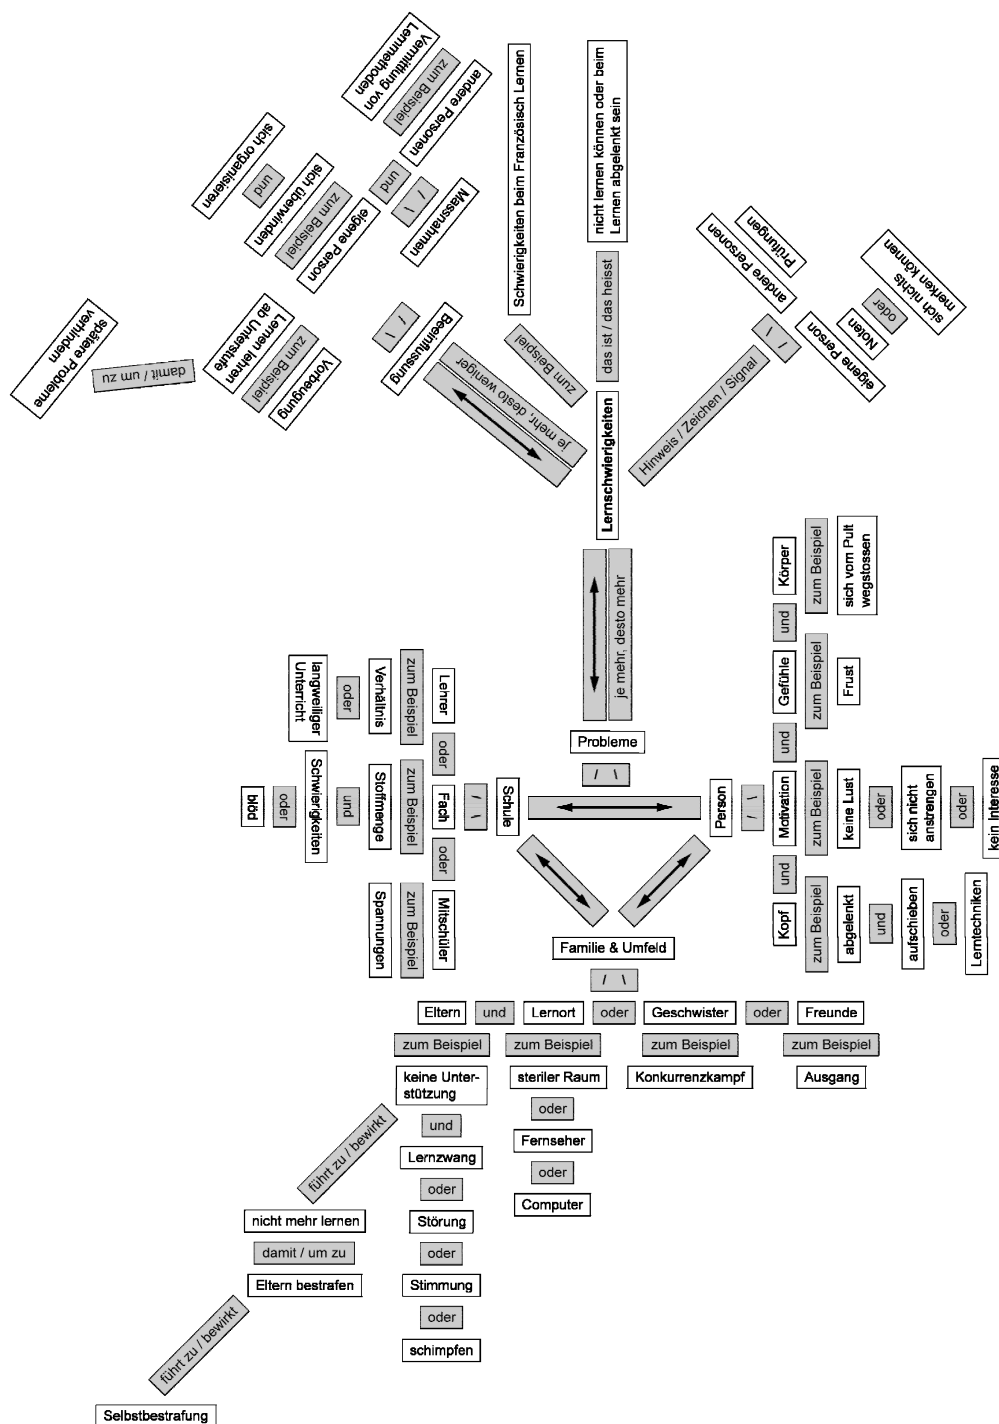 Vermittlung von
Lernmethoden
zum Beispiel
andere Personen
und
/ \
Massnahmen
sich organisieren
und
sich überwinden
zum Beispiel
eigene Person
spätere Probleme
verhindern
damit / um zu
Lernen lehren
ab Unterstufe
zum Beispiel
Vorbeugung
/ \
Beeinflussung
je mehr, desto weniger
Schwierigkeiten beim Französisch Lernen
zum Beispiel
nicht lernen können oder beim
Lernen abgelenkt sein
das ist / das heisst
Lernschwierigkeiten
Prüfungen
andere Personen
/ \
eigene Person
Noten
oder
sich nichts
merken können
Hinweis / Zeichen / Signal
je mehr, desto mehr
Probleme
/ \
Schule
/ \
Lehrer
oder
Fach
oder
Mitschüler
zum Beispiel
zum Beispiel
zum Beispiel
Verhältnis
oder
langweiliger
Unterricht
Stoffmenge
und
Schwierigkeiten
oder
blöd
Spannungen
Person
/ \
Körper
und
Gefühle
und
Motivation
und
Kopf
zum Beispiel
zum Beispiel
zum Beispiel
zum Beispiel
sich vom Pult
wegstossen
Frust
keine Lust
oder
sich nicht
anstrengen
oder
kein Interesse
abgelenkt
und
aufschieben
oder
Lerntechniken
Familie & Umfeld
/ \
Eltern und Lernort oder Geschwister oder Freunde
zum Beispiel zum Beispiel zum Beispiel zum Beispiel
keine Unter-
stützung
steriler Raum
Konkurrenzkampf
Ausgang
und
Lernzwang
oder
Störung
oder
Stimmung
oder
schimpfen
oder
Fernseher
oder
Computer
führt zu / bewirkt
nicht mehr lernen
damit / um zu
Eltern bestrafen
führt zu / bewirkt
Selbstbestrafung